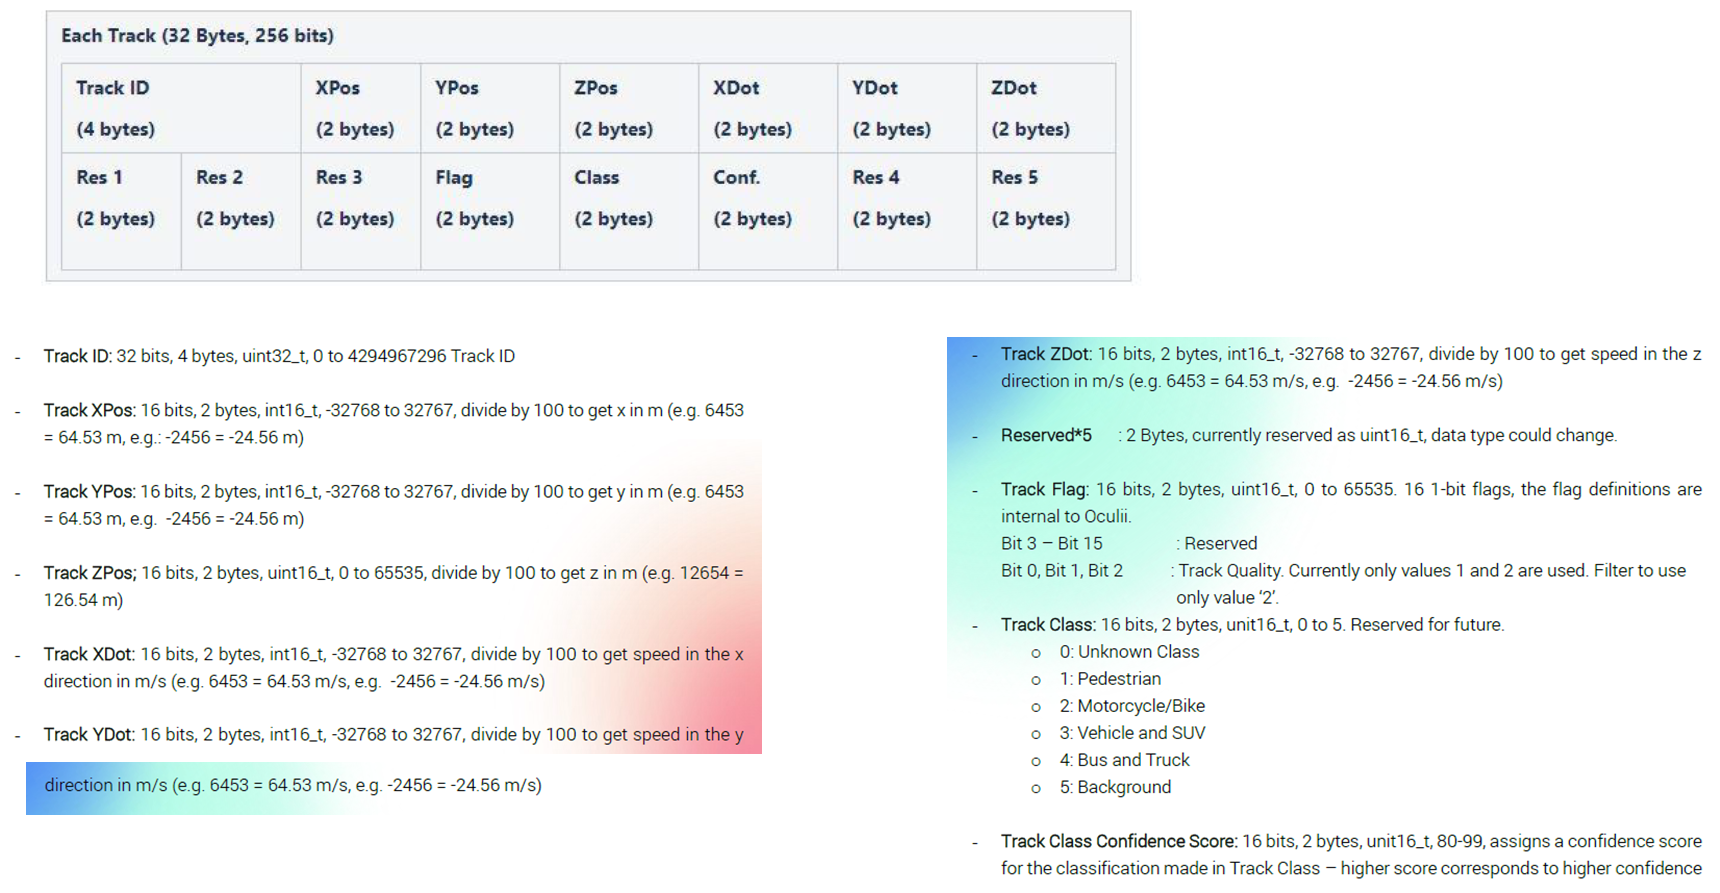 Each Track (32 Bytes, 256 bits)
Track ID XPos YPos ZPos XDot YDot ZDot
(4 bytes) (2 bytes) (2 bytes) (2 bytes) (2 bytes) (2 bytes) (2 bytes)
Res 1 Res 2 Res 3 Flag Class Conf. Res 4 Res 5
(2 bytes) (2 bytes) (2 bytes) (2 bytes) (2 bytes) (2 bytes) (2 bytes) (2 bytes)
- Track ID: 32 bits, 4 bytes, uint32_t, 0 to 4294967296 Track ID
- Track XPos: 16 bits, 2 bytes, int16_t, -32768 to 32767, divide by 100 to get x in m (e.g. 6453
= 64.53 m, e.g.: -2456 = -24.56 m)
- Track YPos: 16 bits, 2 bytes, int16_t, -32768 to 32767, divide by 100 to get y in m (e.g. 6453
= 64.53 m, e.g. -2456 = -24.56 m)
- Track ZPos; 16 bits, 2 bytes, uint16_t, 0 to 65535, divide by 100 to get z in m (e.g. 12654 =
126.54 m)
- Track XDot: 16 bits, 2 bytes, int16_t, -32768 to 32767, divide by 100 to get speed in the x
direction in m/s (e.g. 6453 = 64.53 m/s, e.g. -2456 = -24.56 m/s)
- Track YDot: 16 bits, 2 bytes, int16_t, -32768 to 32767, divide by 100 to get speed in the y
direction in m/s (e.g. 6453 = 64.53 m/s, e.g. -2456 = -24.56 m/s)
- Track ZDot: 16 bits, 2 bytes, int16_t, -32768 to 32767, divide by 100 to get speed in the z
direction in m/s (e.g. 6453 = 64.53 m/s, e.g. -2456 = -24.56 m/s)
- Reserved*5 : 2 Bytes, currently reserved as uint16_t, data type could change.
- Track Flag: 16 bits, 2 bytes, uint16_t, 0 to 65535. 16 1-bit flags, the flag definitions are
internal to Oculii.
Bit 3 – Bit 15 : Reserved
Bit 0, Bit 1, Bit 2 : Track Quality. Currently only values 1 and 2 are used. Filter to use
only value ‘2’.
- Track Class: 16 bits, 2 bytes, unit16_t, 0 to 5. Reserved for future.
o 0: Unknown Class
o 1: Pedestrian
o 2: Motorcycle/Bike
o 3: Vehicle and SUV
o 4: Bus and Truck
o 5: Background
- Track Class Confidence Score: 16 bits, 2 bytes, unit16_t, 80-99, assigns a confidence score
for the classification made in Track Class – higher score corresponds to higher confidence